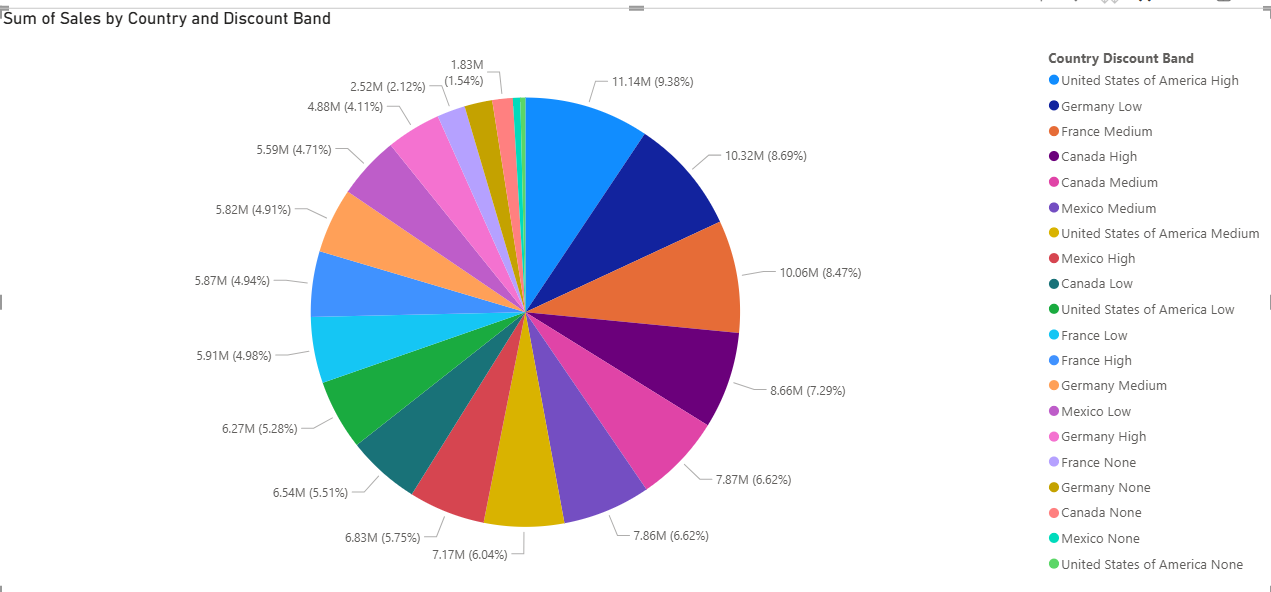 Sum of Sales by Country and Discount Band
11.14M (9.38%)
10.32M (8.69%)
10.06M (8.47%)
8.66M (7.29%)
7.87M (6.62%)
7.86M (6.62%)
7.17M (6.04%)
6.83M (5.75%)
6.54M (5.51%)
6.27M (5.28%)
5.91M (4.98%)
5.87M (4.94%)
5.82M (4.91%)
5.59M (4.71%)
4.88M (4.11%)
2.52M (2.12%)
1.83M
(1.54%)
Country Discount Band
United States of America High
Germany Low
France Medium
Canada High
Canada Medium
Mexico Medium
United States of America Medium
Mexico High
Canada Low
United States of America Low
France Low
France High
Germany Medium
Mexico Low
Germany High
France None
Germany None
Canada None
Mexico None
United States of America None